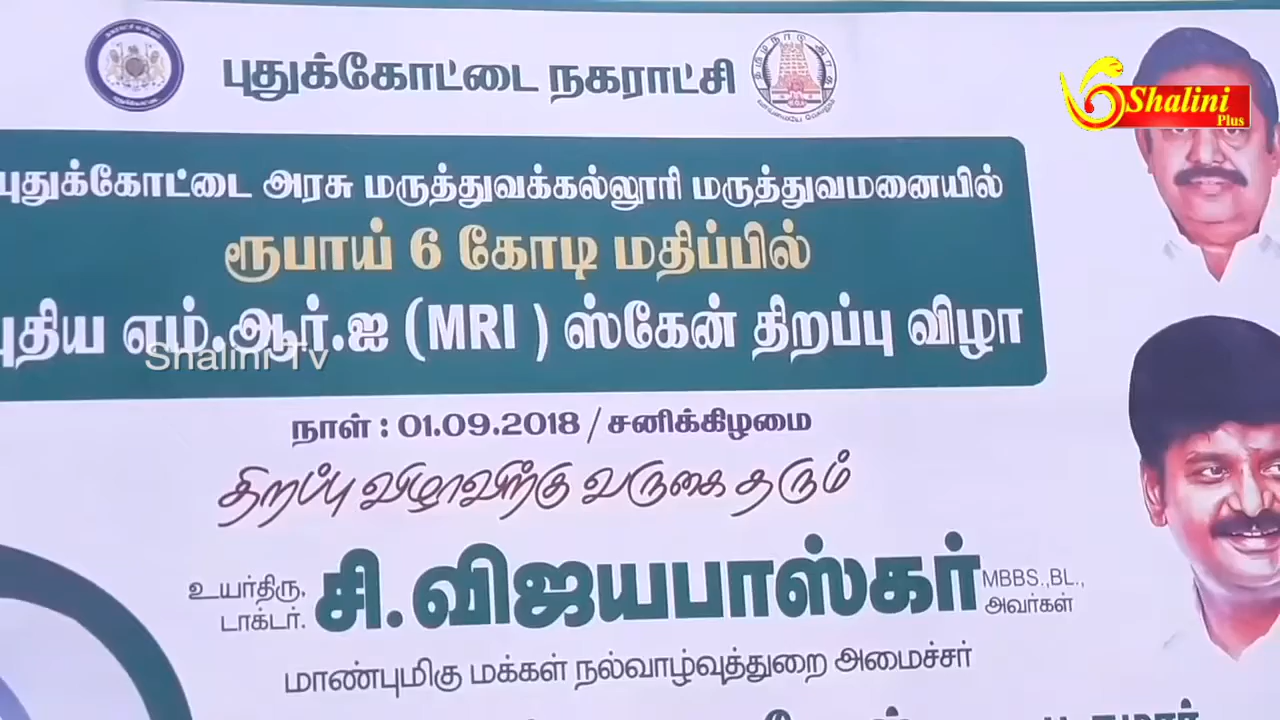 புதுக்கோட்டை நகராட்சி
Shalini
Plus
புதுக்கோட்டை அரசு மருத்துவக்கல்லூரி மருத்துவமனையில்
ரூபாய் 6 கோடி மதிப்பில்
புதிய எம்.ஆர்.ஐ (MRI ) ஸ்கேன் திறப்பு விழா
Shalini Tv
நாள் : 01.09.2018 / சனிக்கிழமை
திறப்பு விழாவிற்கு வருகை தரும்
உயர்திரு. டாக்டர். சி.விஜயபாஸ்கர் MBBS.,BL., அவர்கள்
மாண்புமிகு மக்கள் நல்வாழ்வுத்துறை அமைச்சர்